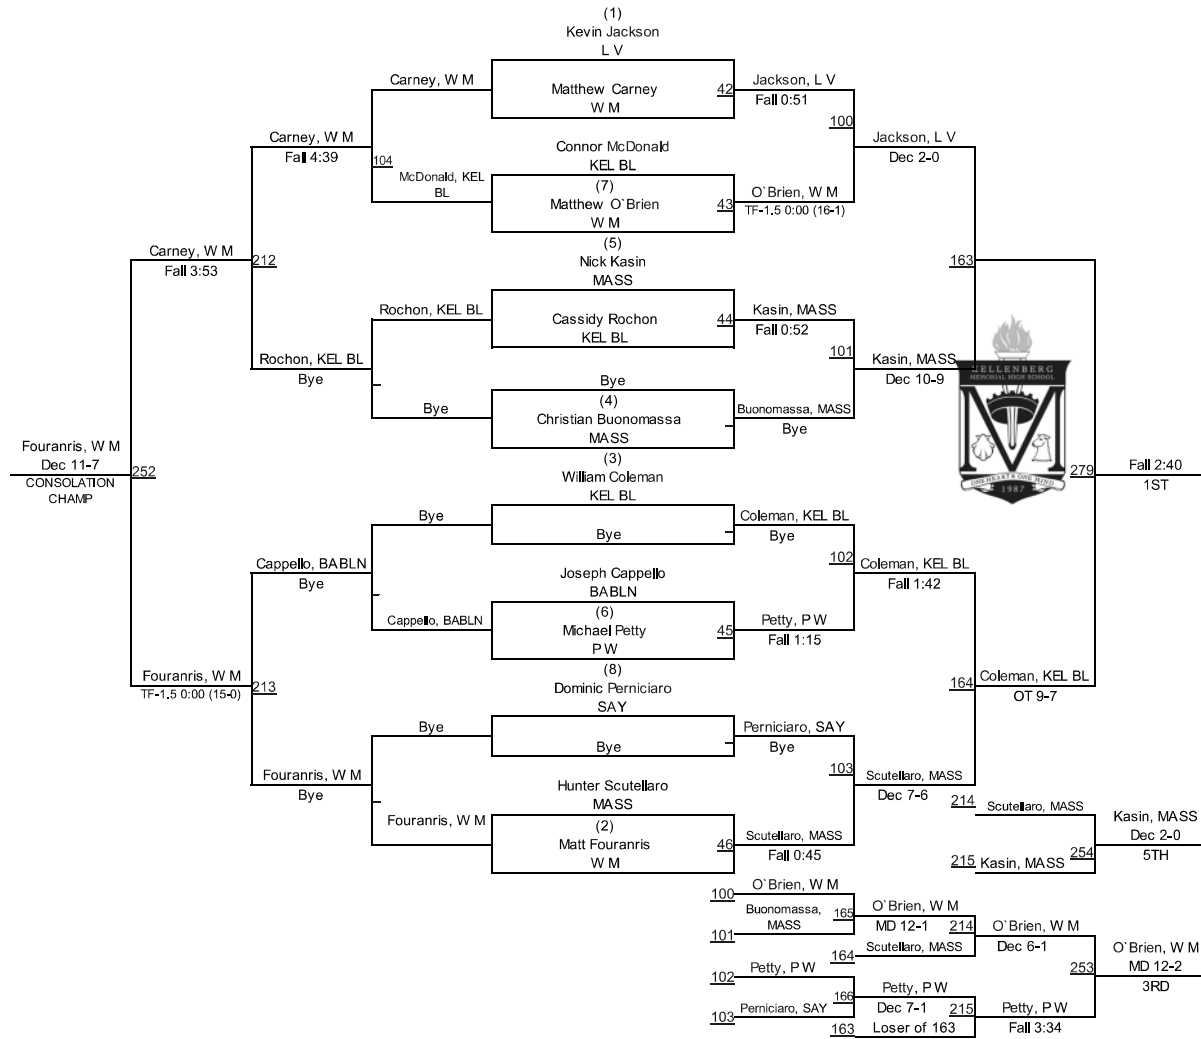 (1)
Kevin Jackson
L V
Carney, W M
Matthew Carney
W M
42
Jackson, L V
Fall 0:51
100
Carney, W M
Fall 4:39
104
Connor McDonald
KEL BL
Jackson, L V
Dec 2-0
McDonald, KEL
BL
(7)
Matthew O`Brien
W M
43
O`Brien, W M
TF-1.5 0:00 (16-1)
Carney, W M
Fall 3:53
212
(5)
Nick Kasin
MASS
163
Rochon, KEL BL
Cassidy Rochon
KEL BL
44
Kasin, MASS
Fall 0:52
101
Rochon, KEL BL
Bye
Kasin, MASS
Dec 10-9
Bye
Bye
(4)
Christian Buonomassa
MASS
Buonomassa, MASS
Bye
KELLENBERG
MEMORIAL HIGH SCHOOL
M
ONE HEART & ONE MIND
1987
Fouranris, W M
Dec 11-7
CONSOLATION
CHAMP
252
(3)
William Coleman
KEL BL
279
Fall 2:40
1ST
Bye
Bye
Coleman, KEL BL
Bye
102
Cappello, BABLN
Bye
Joseph Cappello
BABLN
Coleman, KEL BL
Fall 1:42
Cappello, BABLN
(6)
Michael Petty
P W
45
Petty, P W
Fall 1:15
Fouranris, W M
TF-1.5 0:00 (15-0)
213
(8)
Dominic Perniciaro
SAY
164
Coleman, KEL BL
OT 9-7
Bye
Bye
Perniciaro, SAY
Bye
103
Fouranris, W M
Bye
Hunter Scutellaro
MASS
Scutellaro, MASS
Dec 7-6
Fouranris, W M
(2)
Matt Fouranris
W M
46
Scutellaro, MASS
Fall 0:45
214
Scutellaro, MASS
215
Kasin, MASS
254
Kasin, MASS
Dec 2-0
5TH
100
O`Brien, W M
Buonomassa,
MASS
101
165
O`Brien, W M
MD 12-1
214
164
Scutellaro, MASS
O`Brien, W M
Dec 6-1
253
O`Brien, W M
MD 12-2
3RD
102
Petty, P W
166
103
Perniciaro, SAY
Petty, P W
Dec 7-1
215
163
Loser of 163
Petty, P W
Fall 3:34